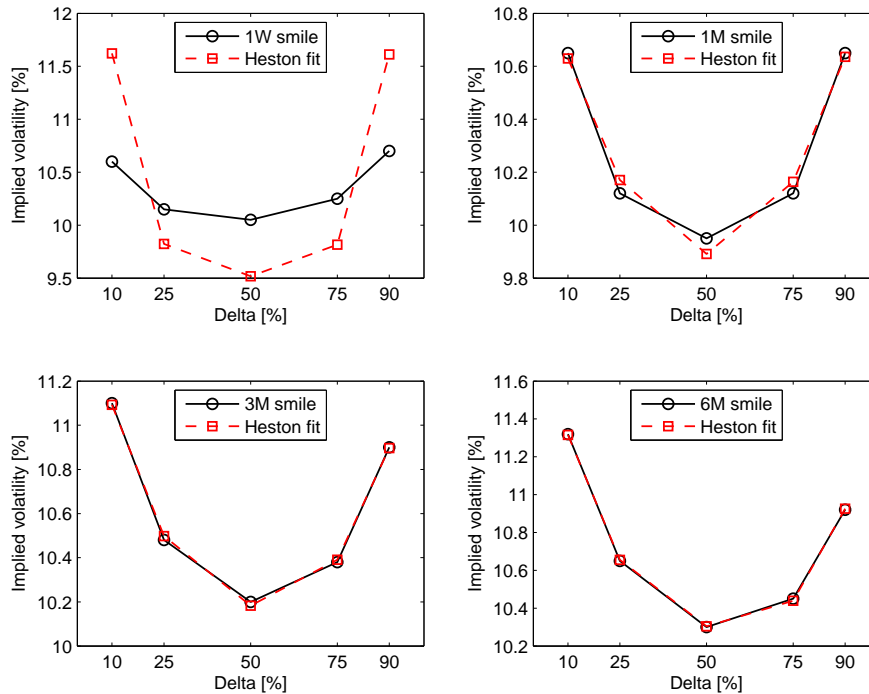 1W smile
Heston fit
12
11.5
11
10.5
10
9.5
Implied volatility [%]
10 25 50 75 90
Delta [%]
1M smile
Heston fit
10.8
10.6
10.4
10.2
10
9.8
Implied volatility [%]
10 25 50 75 90
Delta [%]
3M smile
Heston fit
11.2
11
10.8
10.6
10.4
10.2
10
Implied volatility [%]
10 25 50 75 90
Delta [%]
6M smile
Heston fit
11.6
11.4
11.2
11
10.8
10.6
10.4
10.2
Implied volatility [%]
10 25 50 75 90
Delta [%]